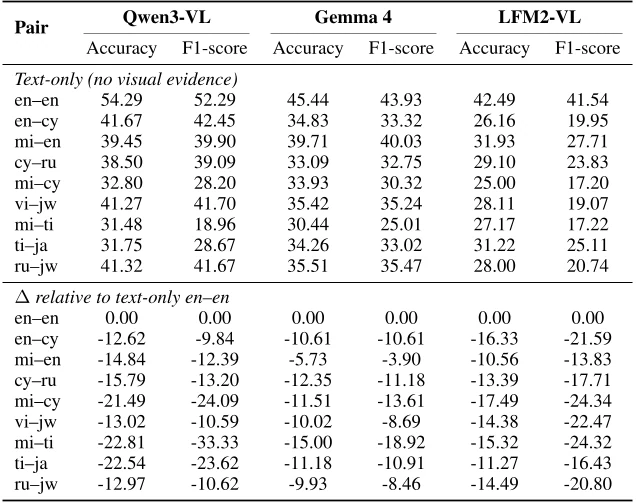 Pair Qwen3-VL Gemma 4 LFM2-VL
Accuracy F1-score Accuracy F1-score Accuracy F1-score
Text-only (no visual evidence)
en–en 54.29 52.29 45.44 43.93 42.49 41.54
en–cy 41.67 42.45 34.83 33.32 26.16 19.95
mi–en 39.45 39.90 39.71 40.03 31.93 27.71
cy–ru 38.50 39.09 33.09 32.75 29.10 23.83
mi–cy 32.80 28.20 33.93 30.32 25.00 17.20
vi–jw 41.27 41.70 35.42 35.24 28.11 19.07
mi–ti 31.48 18.96 30.44 25.01 27.17 17.22
ti–ja 31.75 28.67 34.26 33.02 31.22 25.11
ru–jw 41.32 41.67 35.51 35.47 28.00 20.74
Δ relative to text-only en–en
en–en 0.00 0.00 0.00 0.00 0.00 0.00
en–cy -12.62 -9.84 -10.61 -10.61 -16.33 -21.59
mi–en -14.84 -12.39 -5.73 -3.90 -10.56 -13.83
cy–ru -15.79 -13.20 -12.35 -11.18 -13.39 -17.71
mi–cy -21.49 -24.09 -11.51 -13.61 -17.49 -24.34
vi–jw -13.02 -10.59 -10.02 -8.69 -14.38 -22.47
mi–ti -22.81 -33.33 -15.00 -18.92 -15.32 -24.32
ti–ja -22.54 -23.62 -11.18 -10.91 -11.27 -16.43
ru–jw -12.97 -10.62 -9.93 -8.46 -14.49 -20.80